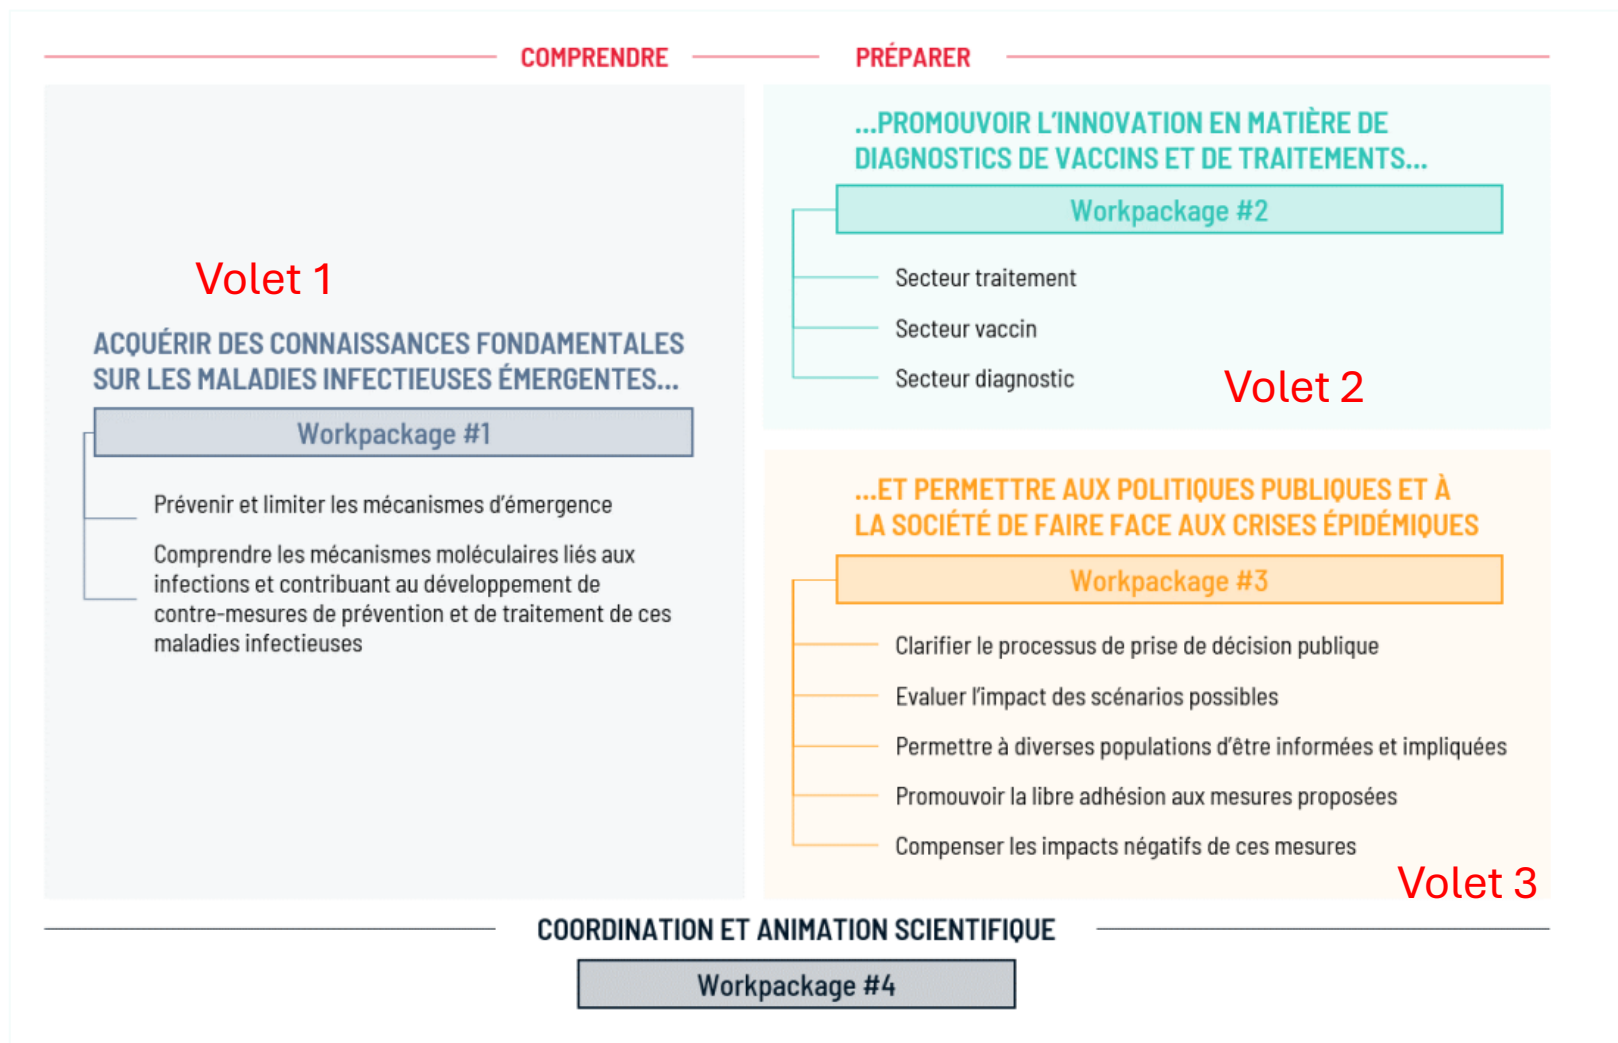 COMPRENDRE
PRÉPARER
Volet 1
ACQUÉRIR DES CONNAISSANCES FONDAMENTALES
SUR LES MALADIES INFECTIEUSES ÉMERGENTES...
Workpackage #1
Prévenir et limiter les mécanismes d'émergence
Comprendre les mécanismes moléculaires liés aux
infections et contribuant au développement de
contre-mesures de prévention et de traitement de ces
maladies infectieuses
...PROMOUVOIR L'INNOVATION EN MATIÈRE DE
DIAGNOSTICS DE VACCINS ET DE TRAITEMENTS...
Workpackage #2
Secteur traitement
Secteur vaccin
Secteur diagnostic
Volet 2
...ET PERMETTRE AUX POLITIQUES PUBLIQUES ET À
LA SOCIÉTÉ DE FAIRE FACE AUX CRISES ÉPIDÉMIQUES
Workpackage #3
Clarifier le processus de prise de décision publique
Evaluer l'impact des scénarios possibles
Permettre à diverses populations d'être informées et impliquées
Promouvoir la libre adhésion aux mesures proposées
Compenser les impacts négatifs de ces mesures
Volet 3
COORDINATION ET ANIMATION SCIENTIFIQUE
Workpackage #4